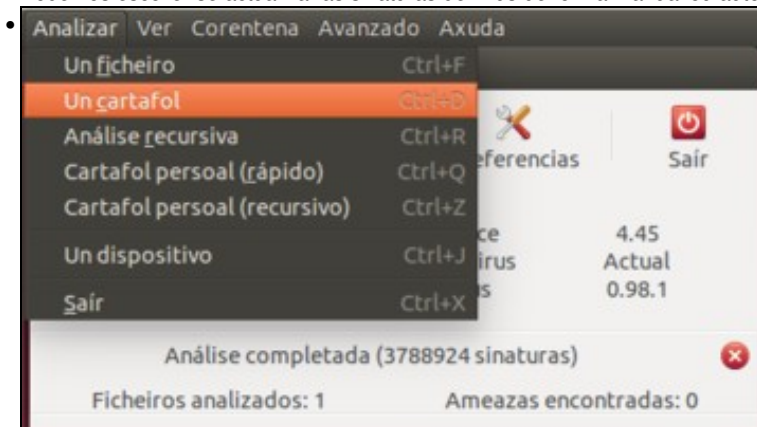 Analizar Ver Corentena Avanzado Axuda
Un ficheiro Ctrl+F
Un cartafol Ctrl+D
Análise recursiva Ctrl+R
Cartafol persoal (rápido) Ctrl+Q
Cartafol persoal (recursivo) Ctrl+Z
Un dispositivo Ctrl+J
Saír Ctrl+X
eferencias Saír
ce 4.45
irus Actual
s 0.98.1
Análise completada (3788924 sinaturas)
Ficheiros analizados: 1 Ameazas encontradas: 0